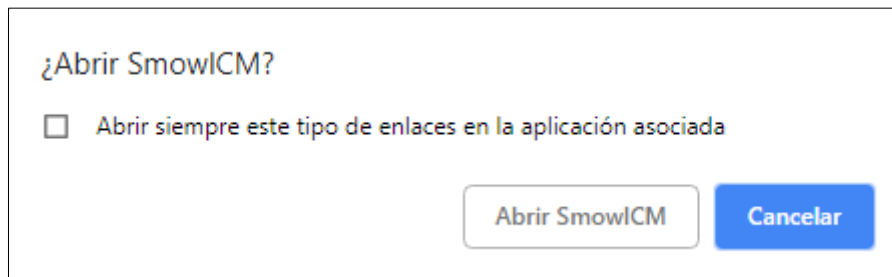 ¿Abrir SmowlCM?
Abrir siempre este tipo de enlaces en la aplicación asociada
Abrir SmowlCM
Cancelar